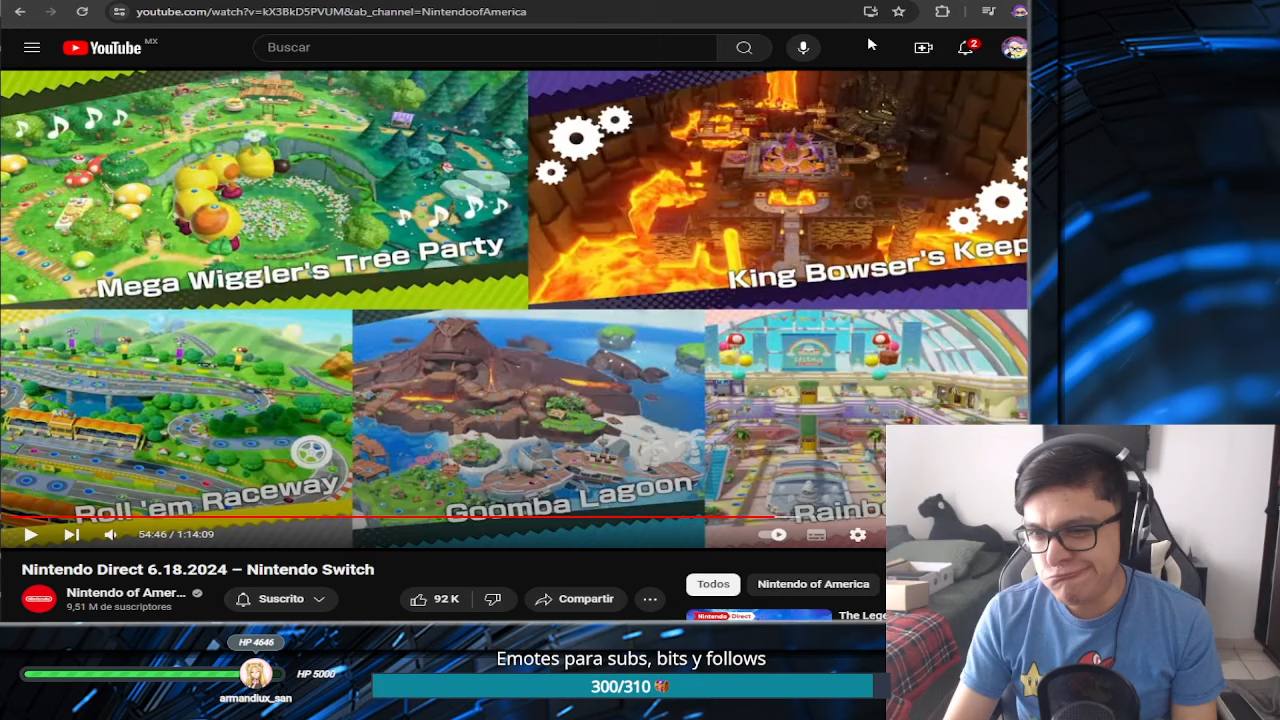 youtube.com/watch?v=kX3BkD5PVUM&ab_channel=NintendoofAmerica
YouTube MX
Buscar
2
Mega Wiggler's Tree Party
King Bowser's Keep
Roll 'em Raceway
Goomba Lagoon
Rainbo
54:46 / 1:14:09
Nintendo Direct 6.18.2024 – Nintendo Switch
Nintendo
Nintendo of Amer...
9,51 M de suscriptores
Suscrito
92 K
Compartir
Todos
Nintendo of America
Nintendo Direct
The Lege
HP 4646
HP 5000
armandiux_san
Emotes para subs, bits y follows
300/310